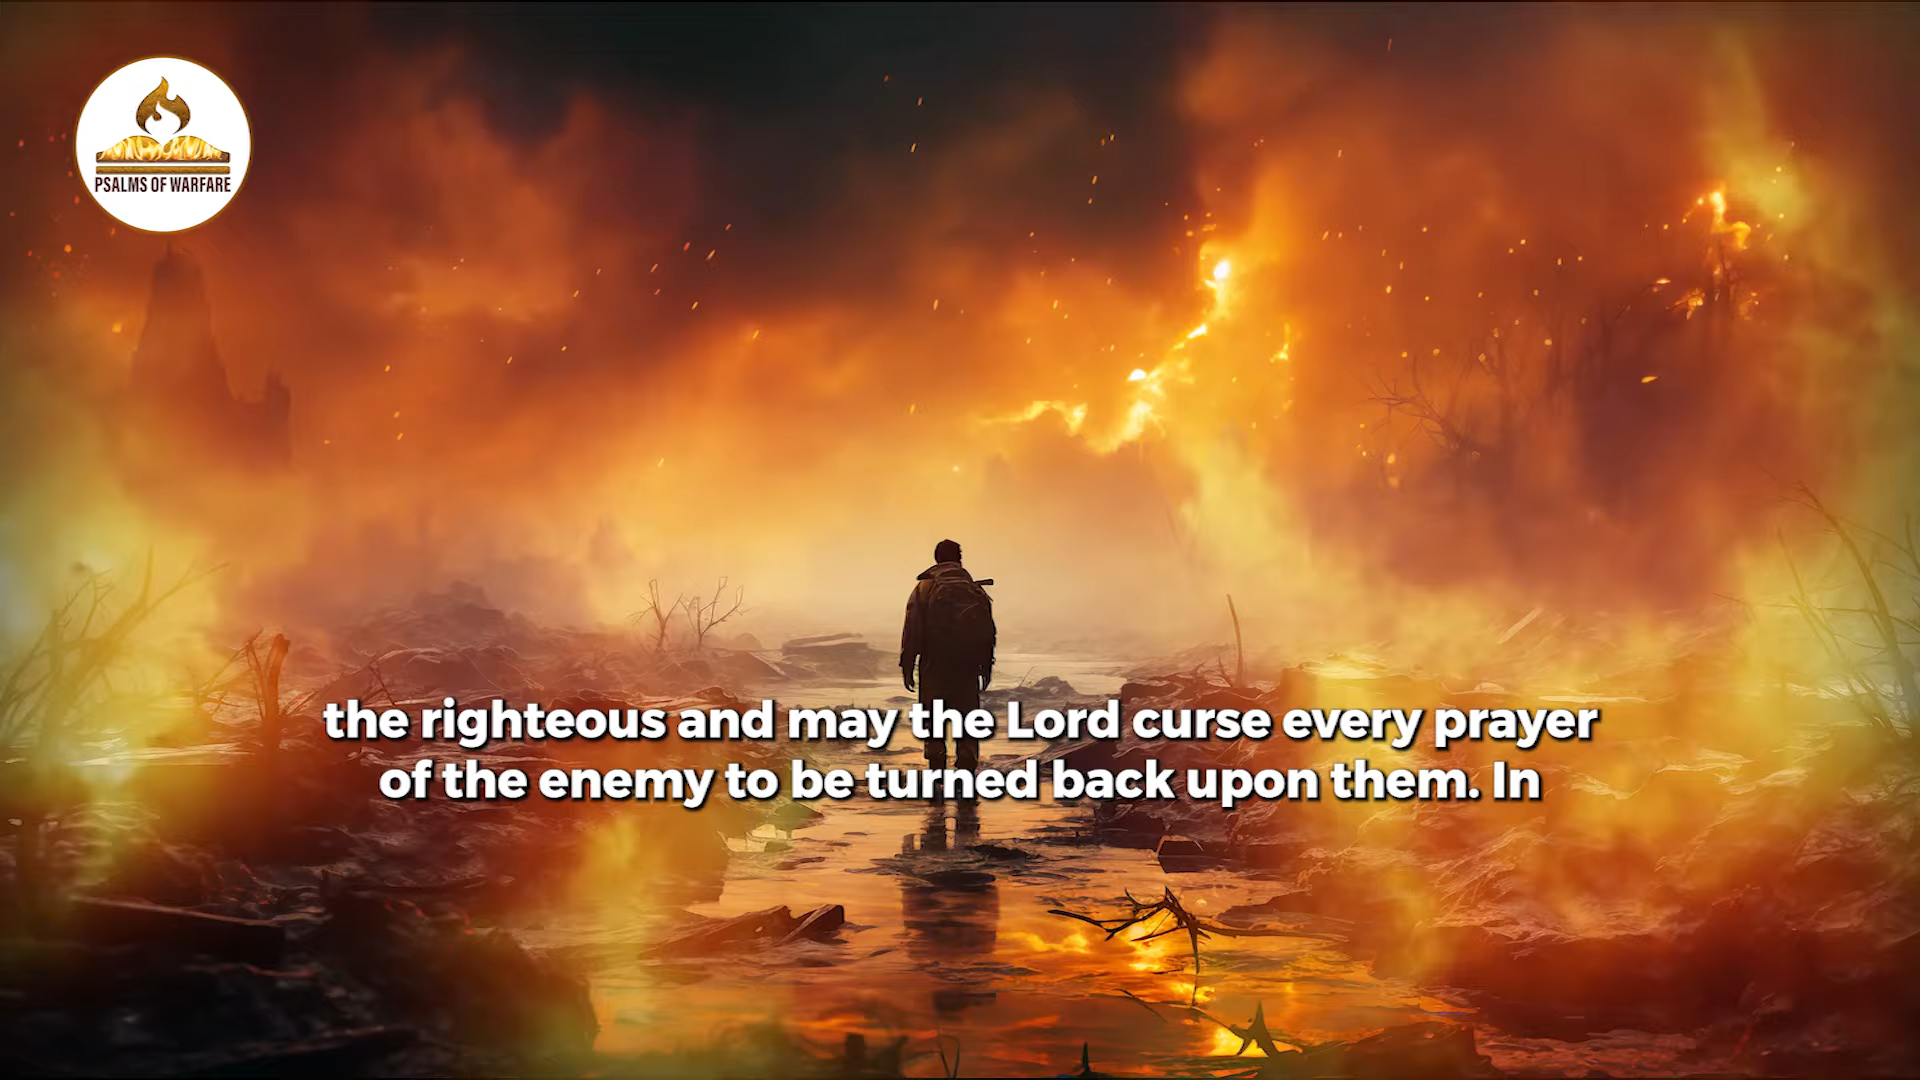 PSALMS OF WARFARE
the righteous and may the Lord curse every prayer
of the enemy to be turned back upon them. In